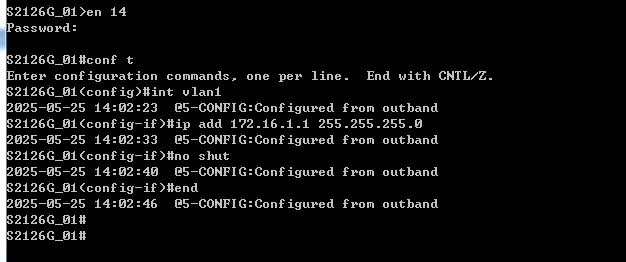 S2126G_01>en 14
Password:
S2126G_01#conf t
Enter configuration commands, one per line.  End with CNTL/Z.
S2126G_01(config)#int vlan1
2025-05-25 14:02:23  @5-CONFIG:Configured from outband
S2126G_01(config-if)#ip add 172.16.1.1 255.255.255.0
2025-05-25 14:02:33  @5-CONFIG:Configured from outband
S2126G_01(config-if)#no shut
2025-05-25 14:02:40  @5-CONFIG:Configured from outband
S2126G_01(config-if)#end
2025-05-25 14:02:46  @5-CONFIG:Configured from outband
S2126G_01#
S2126G_01#